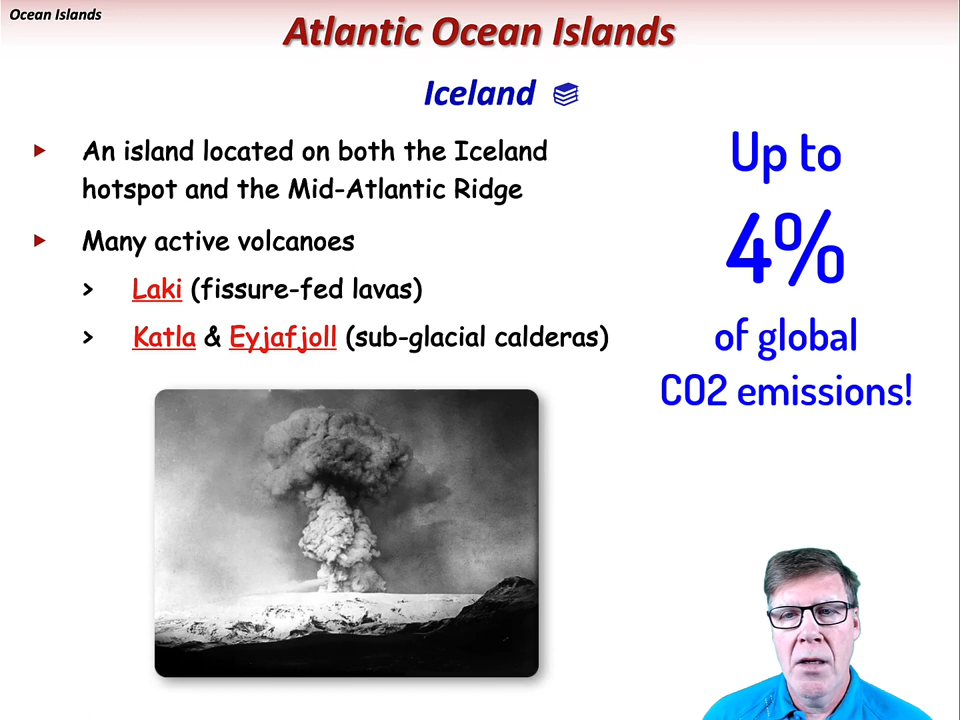 Ocean Islands
Atlantic Ocean Islands
Iceland
An island located on both the Iceland
hotspot and the Mid-Atlantic Ridge
Many active volcanoes
> Laki (fissure-fed lavas)
> Katla & Eyjafjoll (sub-glacial calderas)
Up to
4%
of global
CO2 emissions!